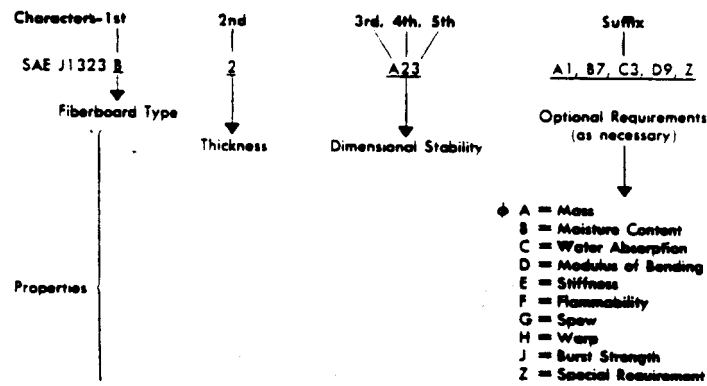 Characters-1st 2nd 3rd, 4th, 5th Suffix
SAE J1323 B 2 A23 A1, B7, C3, D9, Z
Fiberboard Type Optional Requirements
(as necessary)
Thickness Dimensional Stability
ϕ A = Mass
B = Moisture Content
C = Water Absorption
D = Modulus of Bending
E = Stiffness
Properties F = Flammability
G = Spew
H = Warp
J = Burst Strength
Z = Special Requirement